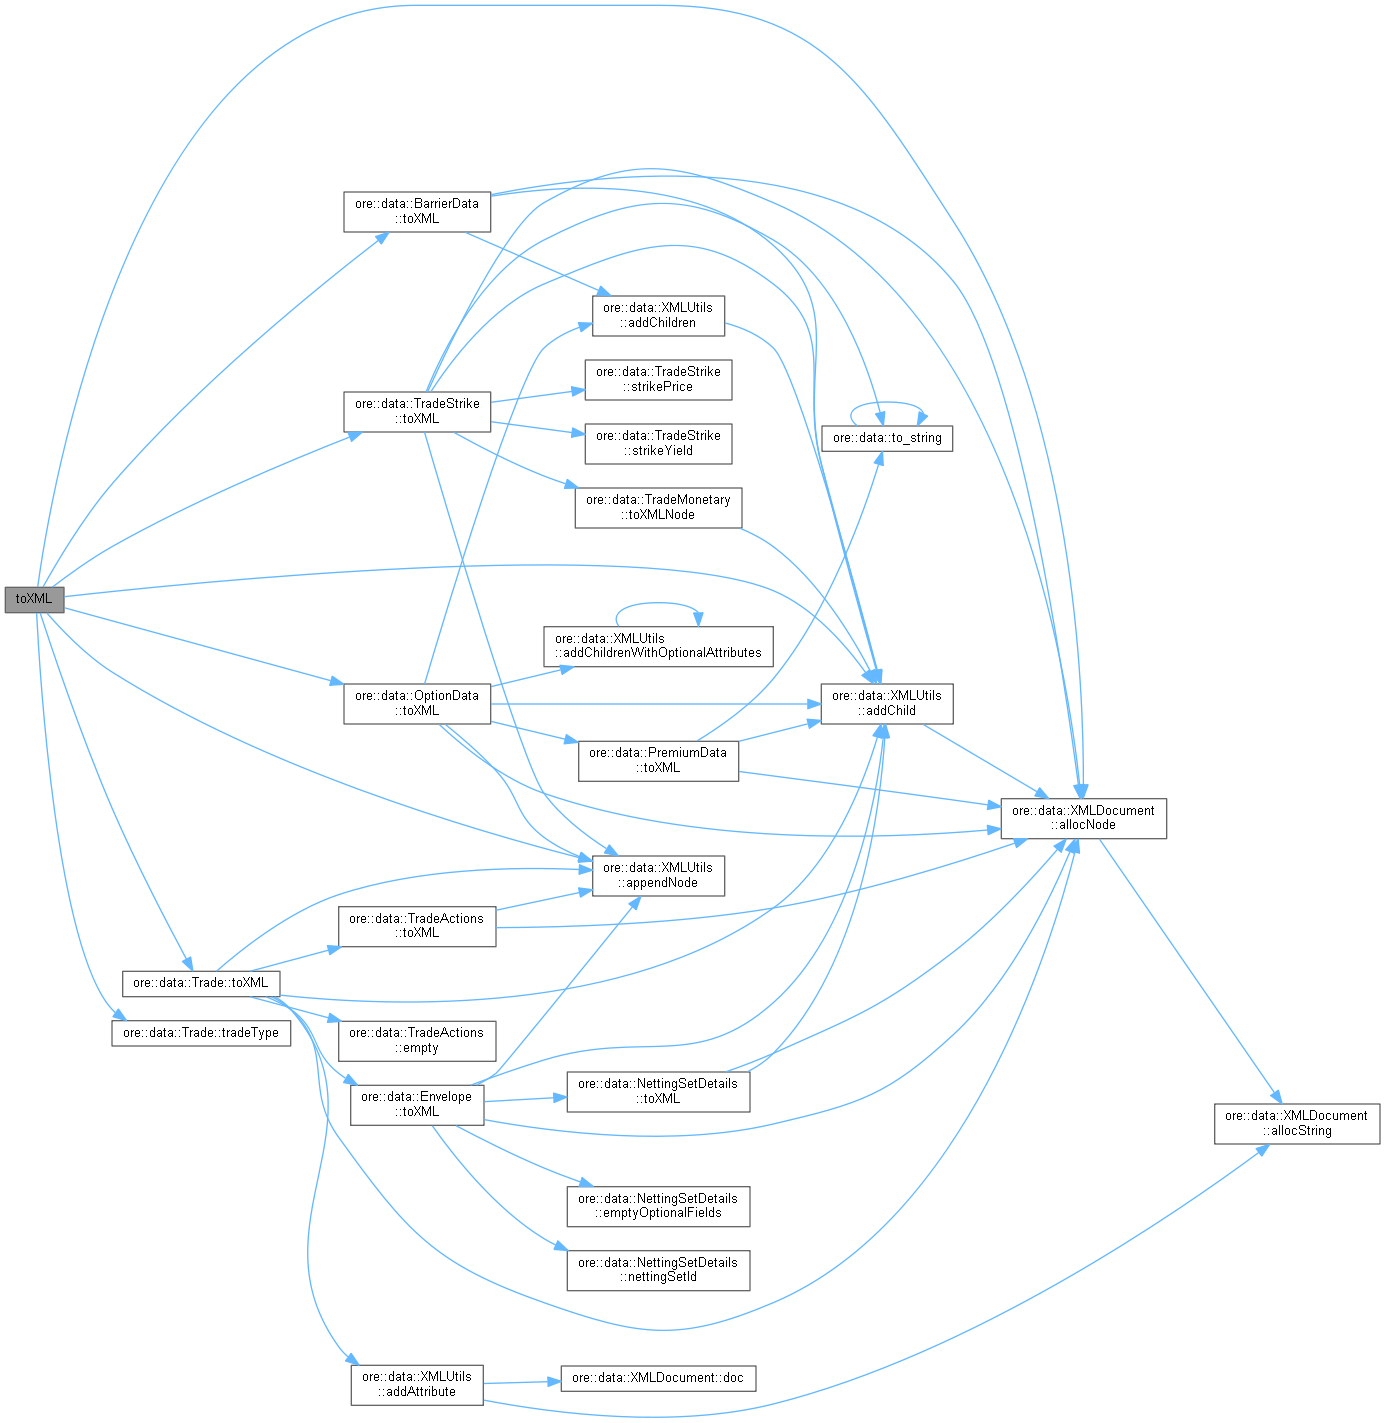 ore::data::BarrierData
::toXML
ore::data::XMLUtils
::addChildren
ore::data::TradeStrike
::strikePrice
ore::data::TradeStrike
::toXML
ore::data::to_string
ore::data::TradeStrike
::strikeYield
ore::data::TradeMonetary
::toXMLNode
toXML
ore::data::XMLUtils
::addChildrenWithOptionalAttributes
ore::data::OptionData
::toXML
ore::data::XMLUtils
::addChild
ore::data::PremiumData
::toXML
ore::data::XMLDocument
::allocNode
ore::data::XMLUtils
::appendNode
ore::data::TradeActions
::toXML
ore::data::Trade::toXML
ore::data::Trade::tradeType
ore::data::TradeActions
::empty
ore::data::Envelope
::toXML
ore::data::NettingSetDetails
::toXML
ore::data::XMLDocument
::allocString
ore::data::NettingSetDetails
::emptyOptionalFields
ore::data::NettingSetDetails
::nettingSetId
ore::data::XMLUtils
::addAttribute
ore::data::XMLDocument::doc